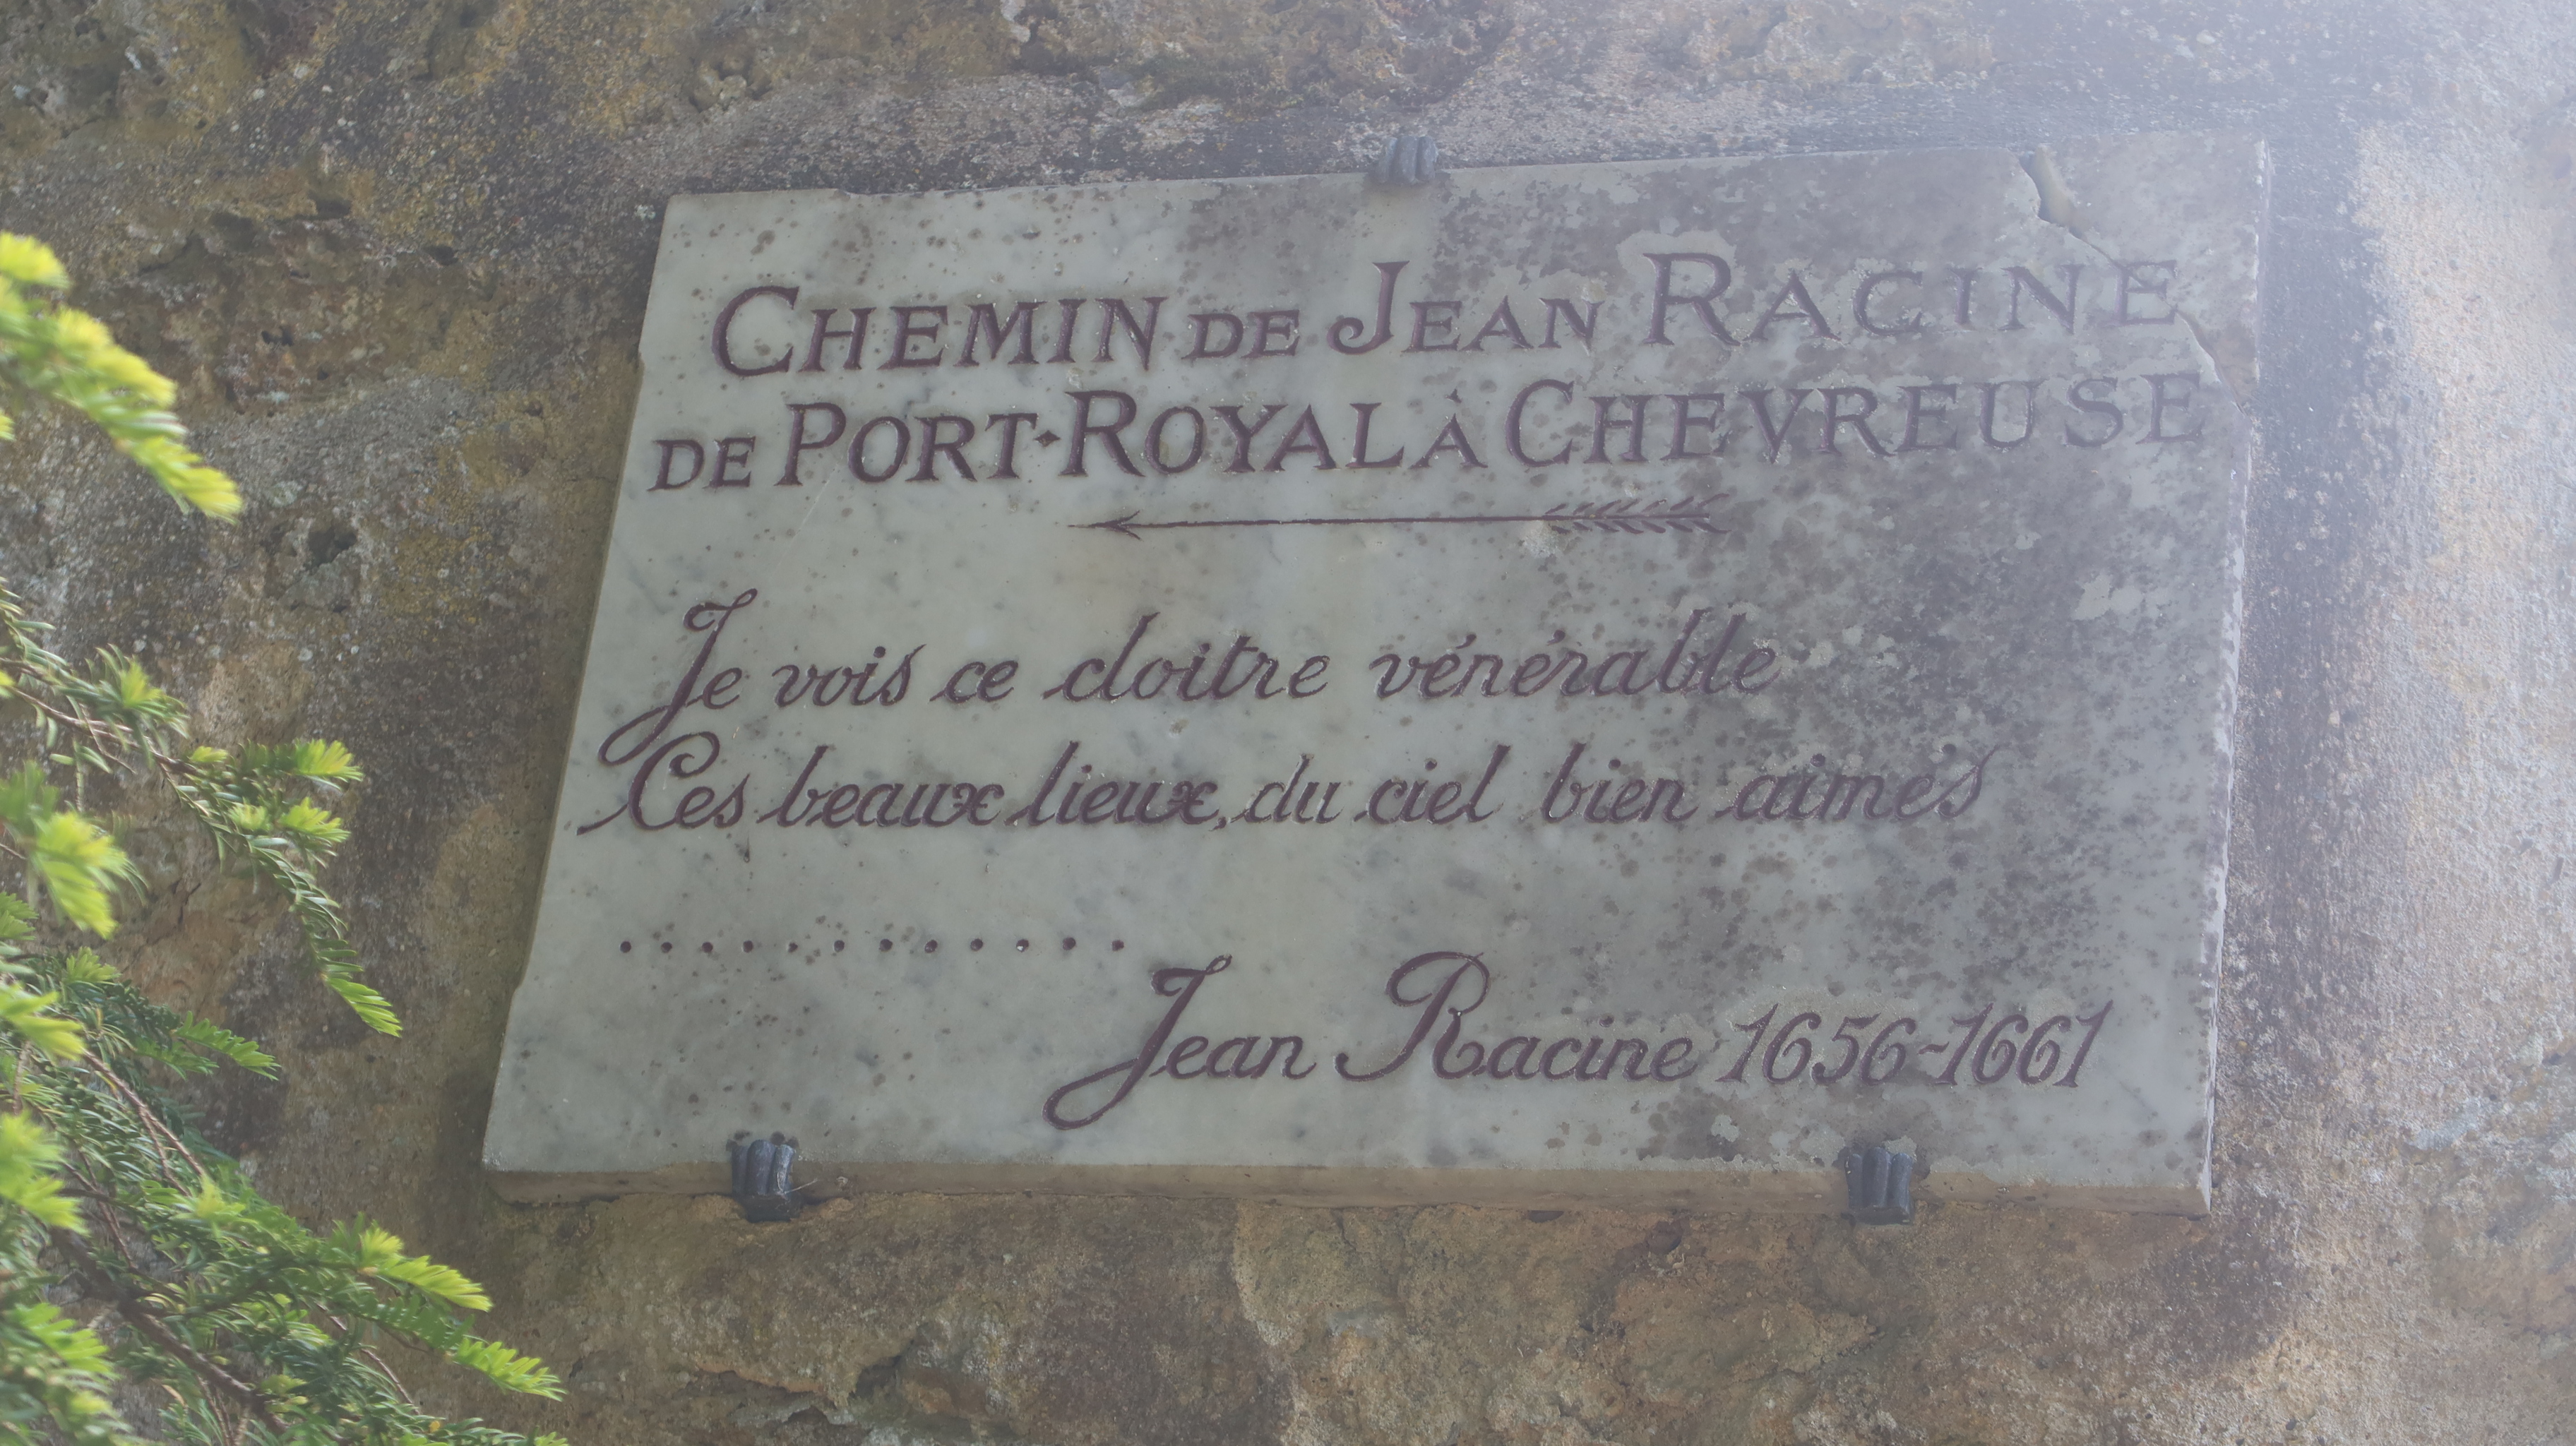 CHEMIN DE JEAN RACINE
DE PORT-ROYAL À CHEVREUSE
Je vois ce cloitre vénérable
Ces beaux lieux, du ciel bien aimés
.............
Jean Racine 1656-1661